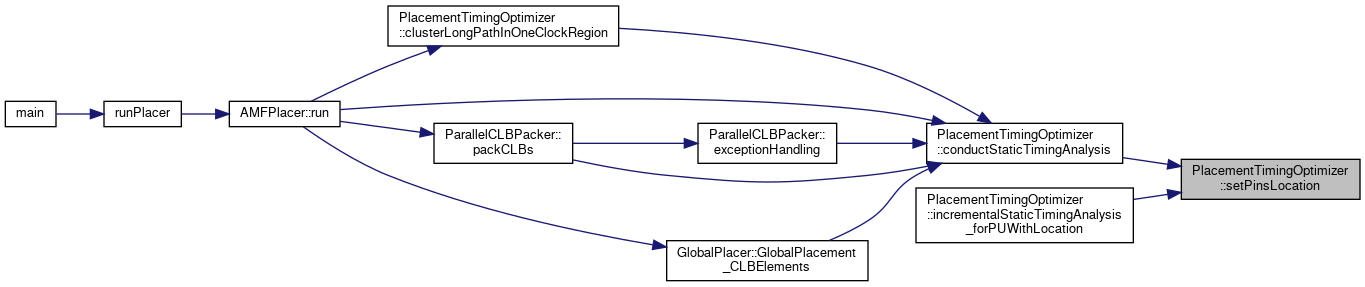 PlacementTimingOptimizer
::clusterLongPathInOneClockRegion
main
runPlacer
AMFPlacer::run
ParallelCLBPacker::
packCLBs
ParallelCLBPacker::
exceptionHandling
PlacementTimingOptimizer
::conductStaticTimingAnalysis
PlacementTimingOptimizer
::setPinsLocation
PlacementTimingOptimizer
::incrementalStaticTimingAnalysis
_forPUWithLocation
GlobalPlacer::GlobalPlacement
_CLBElements